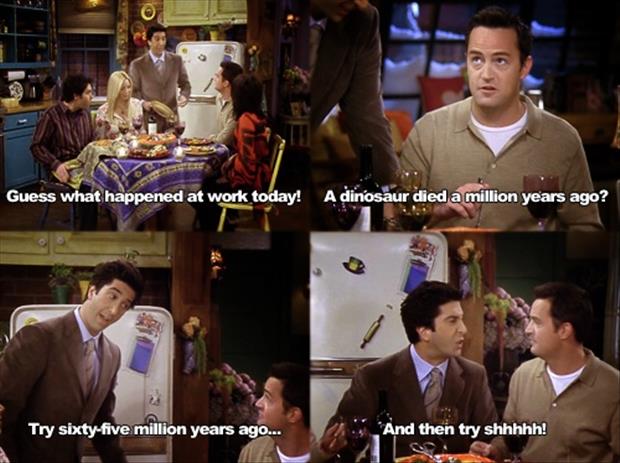 Guess what happened at work today!
A dinosaur died a million years ago?
Try sixty-five million years ago...
And then try shhhhh!